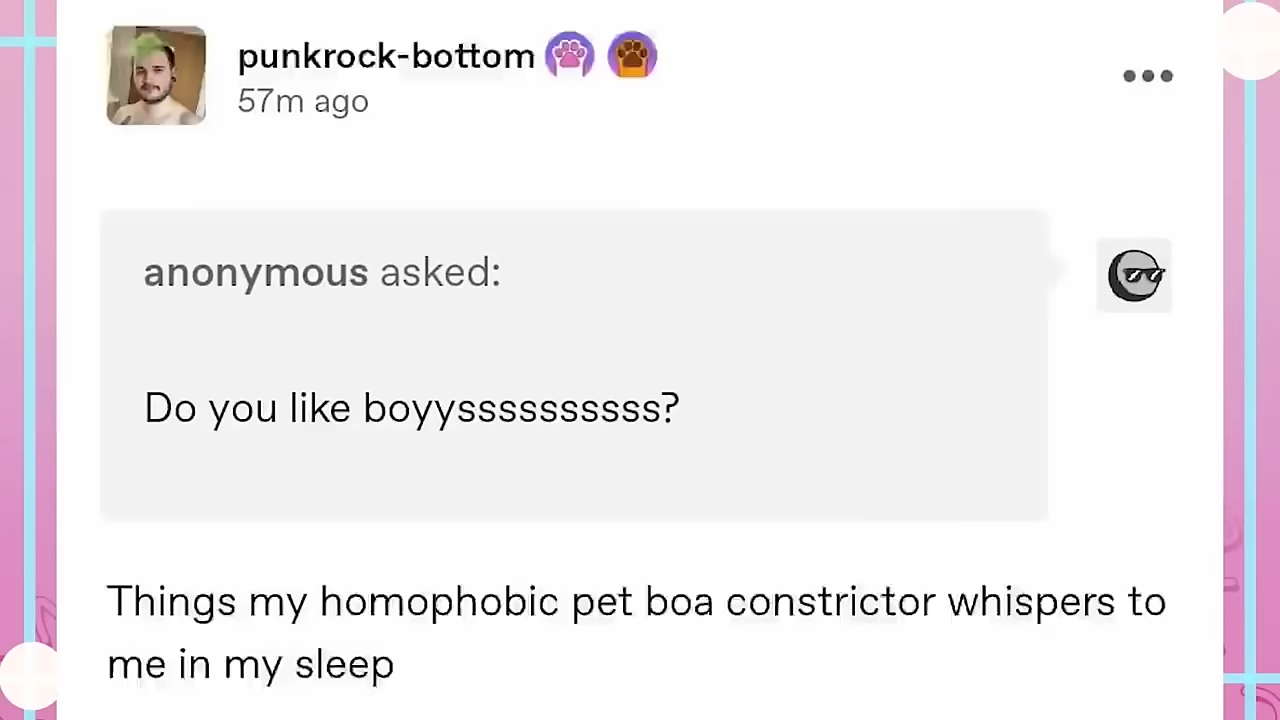 punkrock-bottom
57m ago
anonymous asked:
Do you like boyyssssssssss?
Things my homophobic pet boa constrictor whispers to
me in my sleep